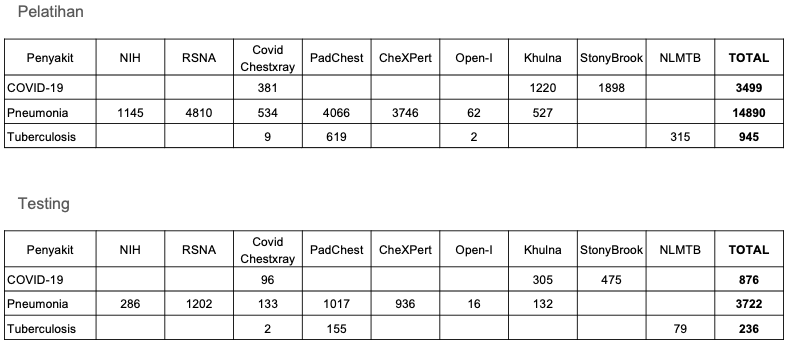 Pelatihan
Penyakit NIH RSNA Covid Chestxray PadChest CheXPert Open-I Khulna StonyBrook NLMTB TOTAL
COVID-19 381 1220 1898 3499
Pneumonia 1145 4810 534 4066 3746 62 527 14890
Tuberculosis 9 619 2 315 945
Testing
Penyakit NIH RSNA Covid Chestxray PadChest CheXPert Open-I Khulna StonyBrook NLMTB TOTAL
COVID-19 96 305 475 876
Pneumonia 286 1202 133 1017 936 16 132 3722
Tuberculosis 2 155 79 236